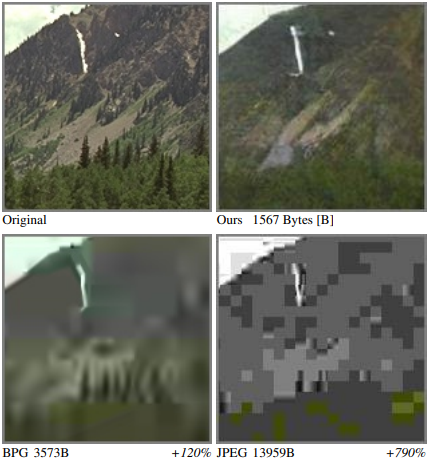 Original
Ours 1567 Bytes [B]
BPG 3573B +120%
JPEG 13959B +790%